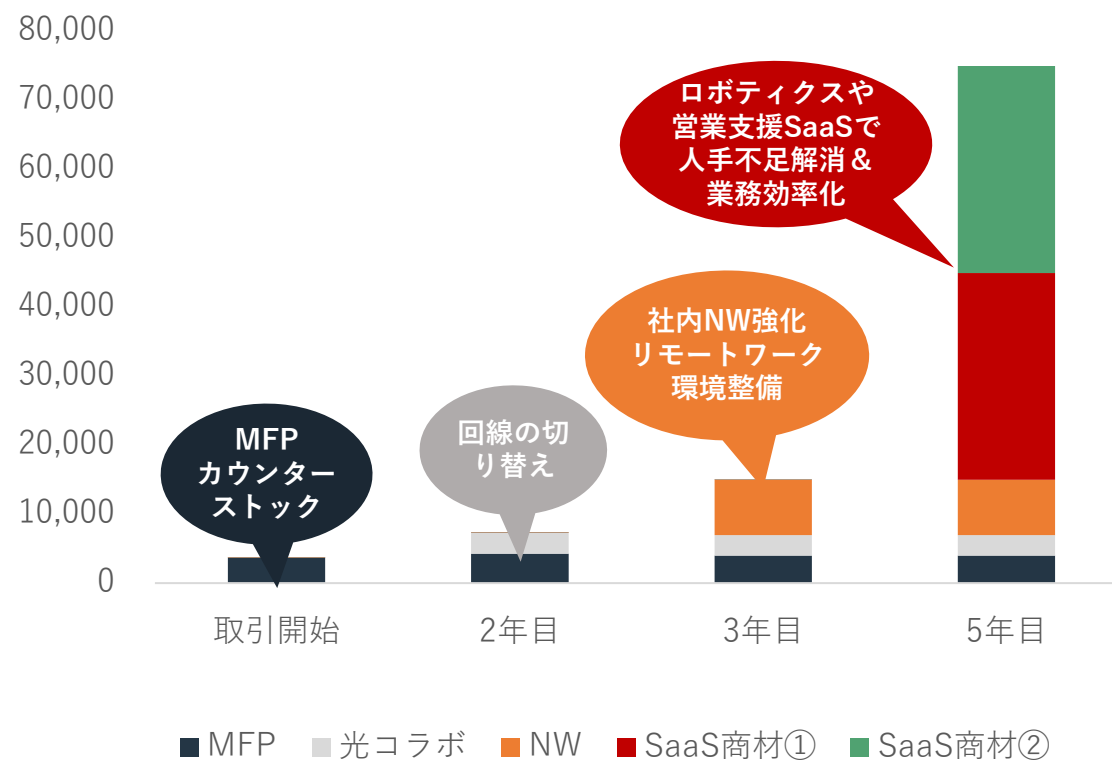 80,000
70,000
60,000
50,000
40,000
30,000
20,000
10,000
0
ロボティクスや
営業支援SaaSで
人手不足解消＆
業務効率化
社内NW強化
リモートワーク
環境整備
回線の切
り替え
MFP
カウンター
ストック
取引開始
2年目
3年目
5年目
MFP
光コラボ
NW
SaaS商材①
SaaS商材②